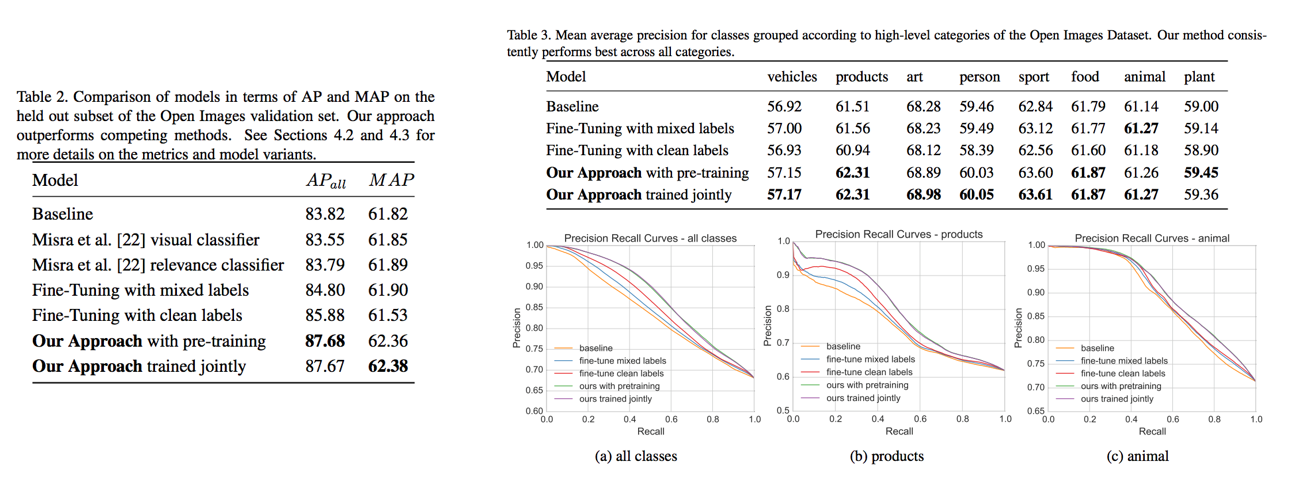 Table 2. Comparison of models in terms of AP and MAP on the
held out subset of the Open Images validation set. Our approach
outperforms competing methods. See Sections 4.2 and 4.3 for
more details on the metrics and model variants.
Model APall MAP
Baseline 83.82 61.82
Misra et al. [22] visual classifier 83.55 61.85
Misra et al. [22] relevance classifier 83.79 61.89
Fine-Tuning with mixed labels 84.80 61.90
Fine-Tuning with clean labels 85.88 61.53
Our Approach with pre-training 87.68 62.36
Our Approach trained jointly 87.67 62.38
Table 3. Mean average precision for classes grouped according to high-level categories of the Open Images Dataset. Our method consis-
tently performs best across all categories.
Model vehicles products art person sport food animal plant
Baseline 56.92 61.51 68.28 59.46 62.84 61.79 61.14 59.00
Fine-Tuning with mixed labels 57.00 61.56 68.23 59.49 63.12 61.77 61.27 59.14
Fine-Tuning with clean labels 56.93 60.94 68.12 58.39 62.56 61.60 61.18 58.90
Our Approach with pre-training 57.15 62.31 68.89 60.03 63.60 61.87 61.26 59.45
Our Approach trained jointly 57.17 62.31 68.98 60.05 63.61 61.87 61.27 59.36
Precision Recall Curves - all classes
1.00
0.95
0.90
0.85
0.80
0.75
0.70
0.65
0.60
Precision
baseline
fine-tune mixed labels
fine-tune clean labels
ours with pretraining
ours trained jointly
0.0 0.2 0.4 0.6 0.8 1.0
Recall
(a) all classes
Precision Recall Curves - products
1.0
0.9
0.8
0.7
0.6
0.5
Precision
baseline
fine-tune mixed labels
fine-tune clean labels
ours with pretraining
ours trained jointly
0.0 0.2 0.4 0.6 0.8 1.0
Recall
(b) products
Precision Recall Curves - animal
1.00
0.95
0.90
0.85
0.80
0.75
0.70
0.65
Precision
baseline
fine-tune mixed labels
fine-tune clean labels
ours with pretraining
ours trained jointly
0.0 0.2 0.4 0.6 0.8 1.0
Recall
(c) animal